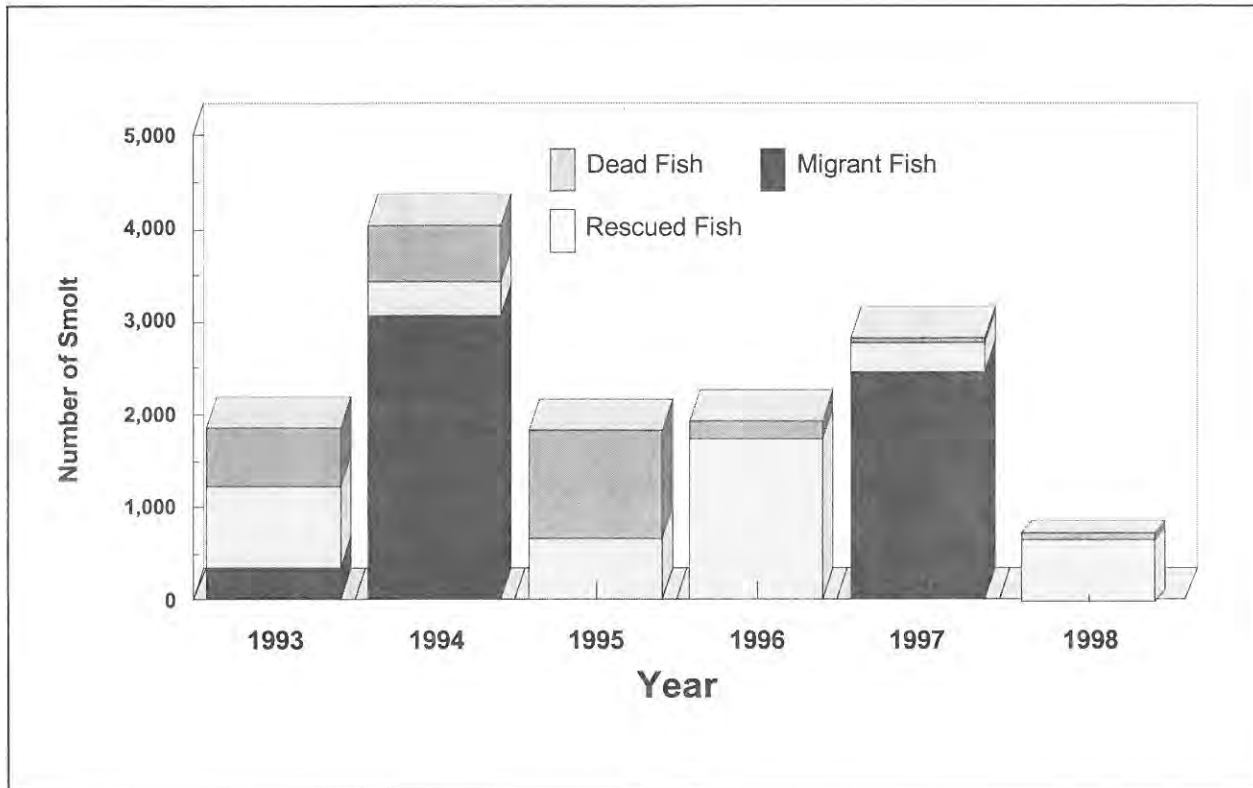 5,000
4,000
3,000
2,000
1,000
0
Number of Smolt
Dead Fish
Migrant Fish
Rescued Fish
1993
1994
1995
1996
1997
1998
Year